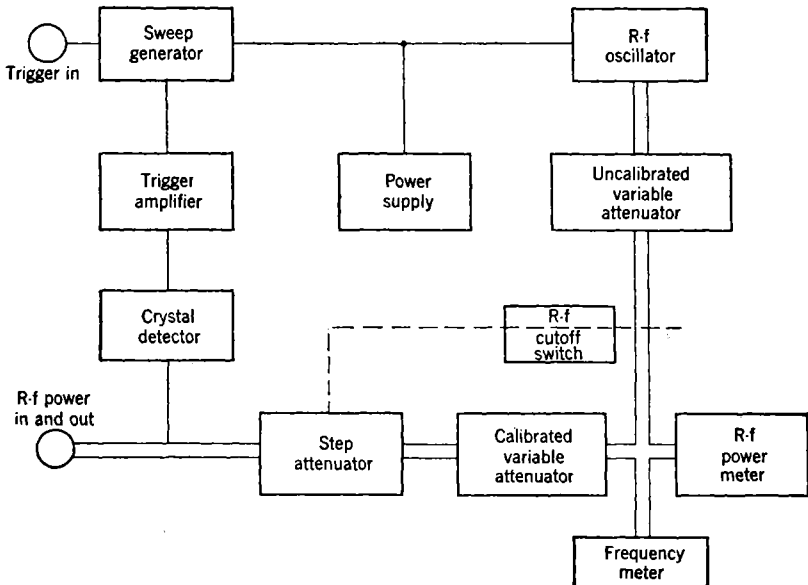 Sweep
generator
R-f
oscillator
Trigger in
Trigger
amplifier
Power
supply
Uncalibrated
variable
attenuator
Crystal
detector
R-f
cutoff
switch
R-f power
in and out
Step
attenuator
Calibrated
variable
attenuator
R-f
power
meter
Frequency
meter